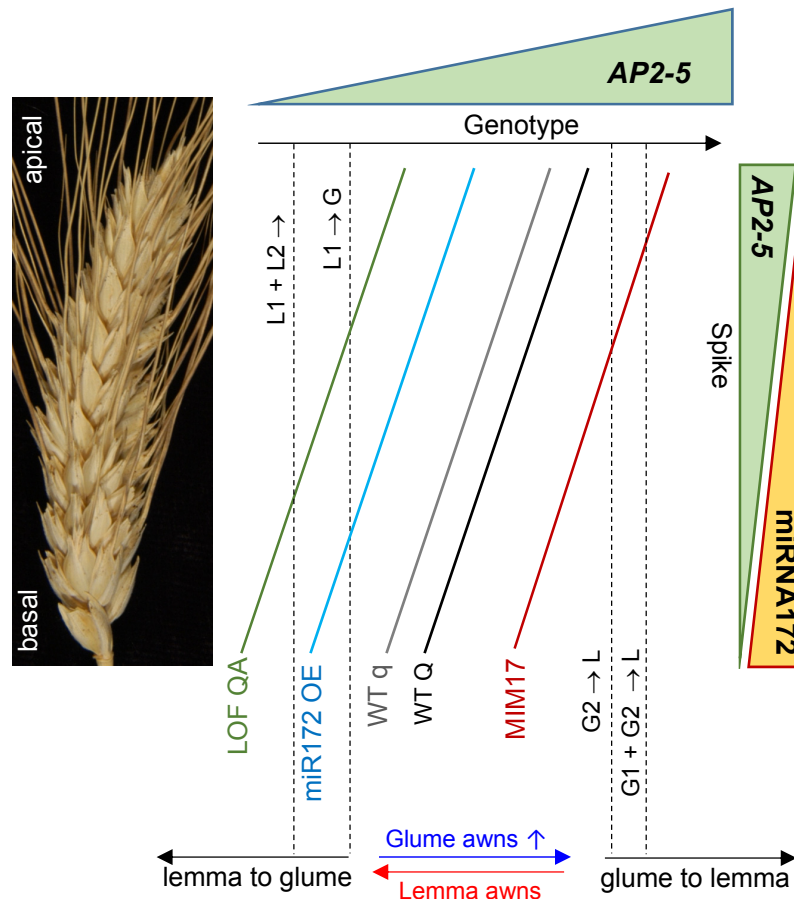 AP2-5
Genotype
apical
basal
L1 + L2 →
L1 → G
AP2-5
Spike
miRNA172
LOF QA
miR172 OE
WT q
WT Q
MIM17
G2 → L
G1 + G2 → L
lemma to glume
Glume awns ↑
Lemma awns
glume to lemma